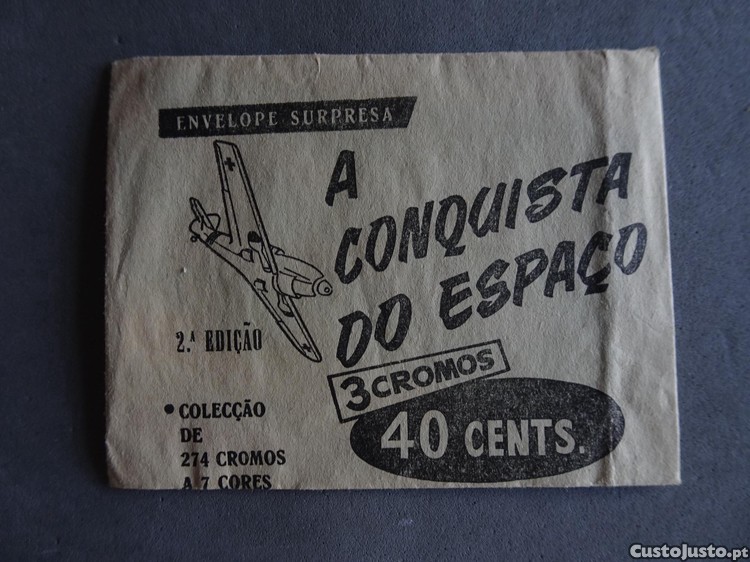 ENVELOPE SURPRESA
A
CONQUISTA
DO ESPAÇO
2.ª EDIÇÃO
3 CROMOS
40 CENTS.
• COLECÇÃO
DE
274 CROMOS
A 7 CORES
CustoJusto.pt